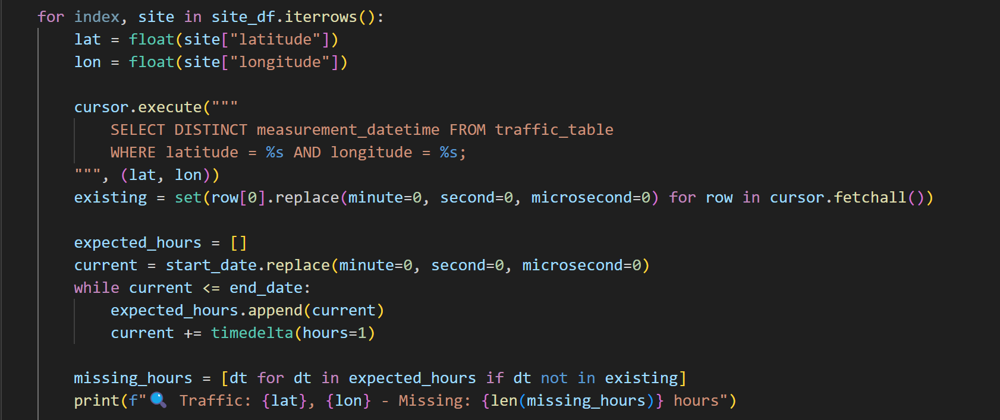 for index, site in site_df.iterrows():
lat = float(site["latitude"])
lon = float(site["longitude"])
cursor.execute("""
SELECT DISTINCT measurement_datetime FROM traffic_table
WHERE latitude = %s AND longitude = %s;
""", (lat, lon))
existing = set(row[0].replace(minute=0, second=0, microsecond=0) for row in cursor.fetchall())
expected_hours = []
current = start_date.replace(minute=0, second=0, microsecond=0)
while current <= end_date:
expected_hours.append(current)
current += timedelta(hours=1)
missing_hours = [dt for dt in expected_hours if dt not in existing]
print(f"🔍 Traffic: {lat}, {lon} - Missing: {len(missing_hours)} hours")